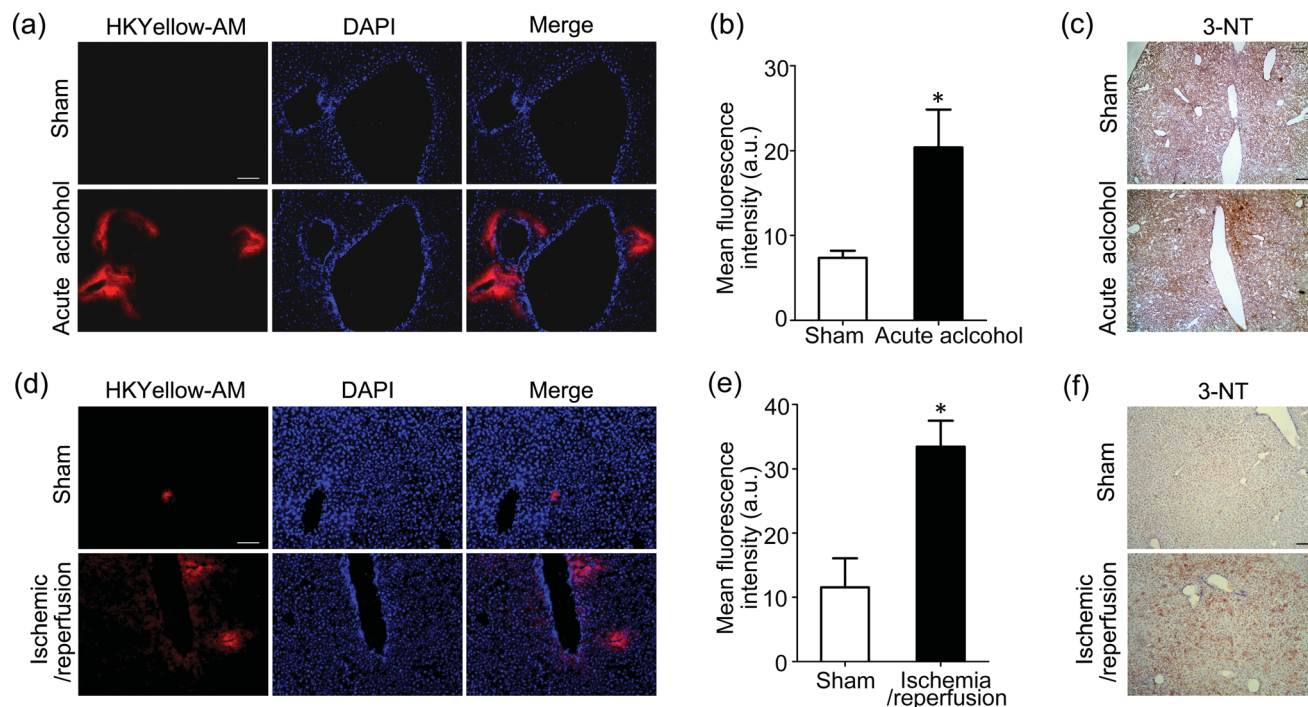 (a)
HKYellow-AM
DAPI
Merge
Sham
Acute aclcohol
(b)
Mean fluorescence
intensity (a.u.)
30
20
10
0
*
Sham
Acute aclcohol
(c)
3-NT
Sham
Acute aclcohol
(d)
HKYellow-AM
DAPI
Merge
Sham
Ischemic
/reperfusion
(e)
Mean fluorescence
intensity (a.u.)
40
30
20
10
0
*
Sham
Ischemia
/reperfusion
(f)
3-NT
Sham
Ischemic
/reperfusion